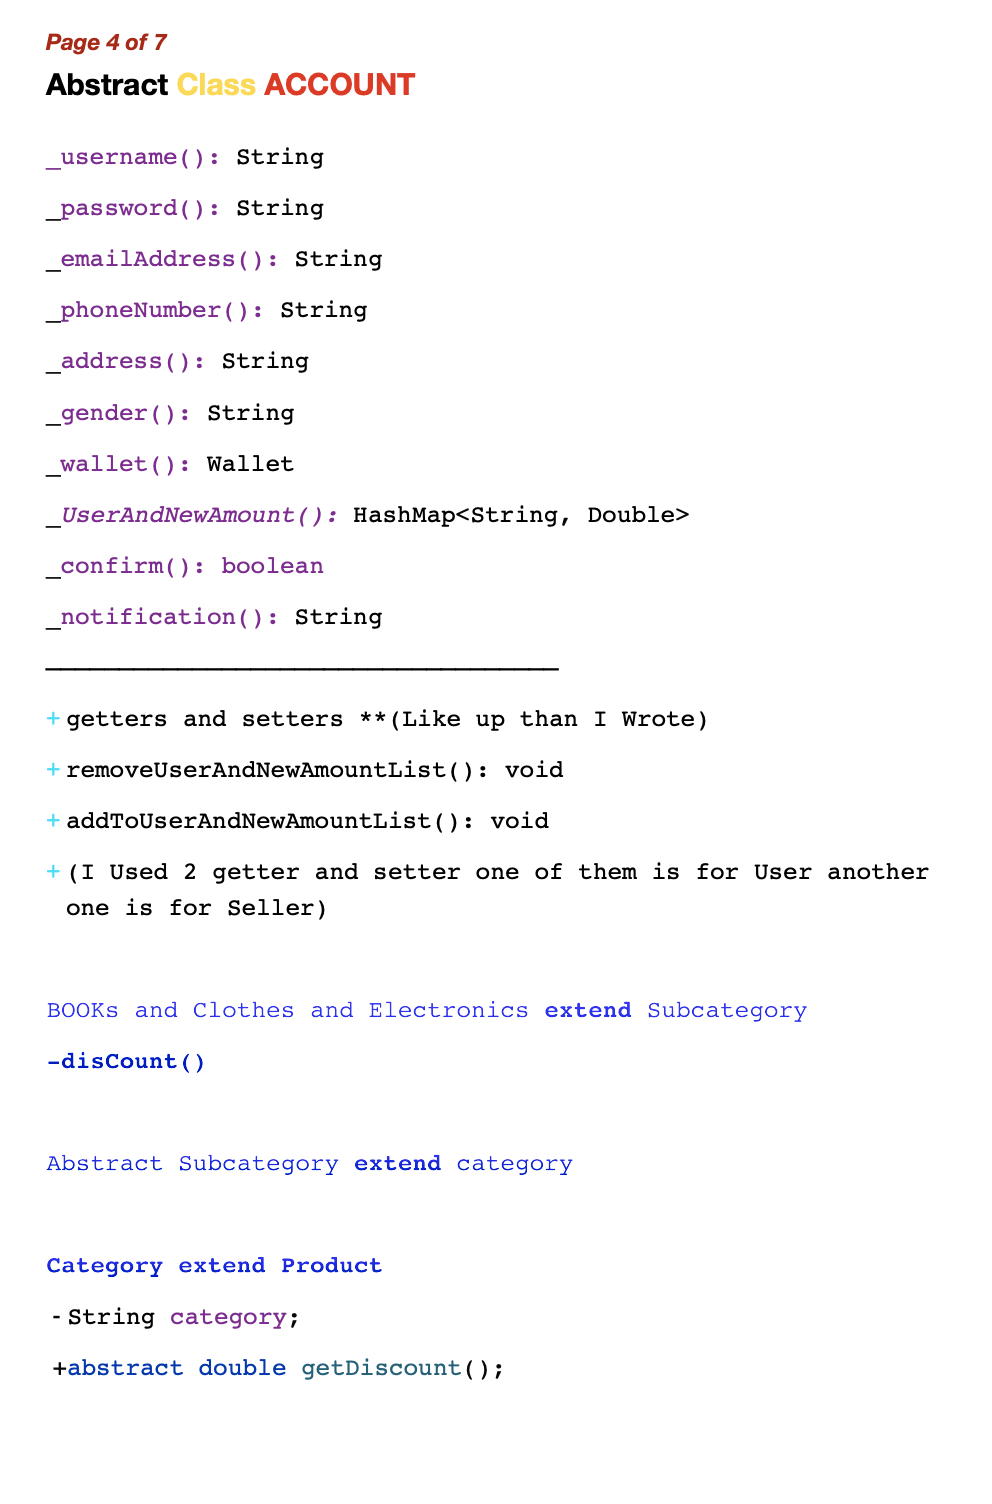 Page 4 of 7
Abstract Class ACCOUNT
_username(): String
_password(): String
_emailAddress(): String
_phoneNumber(): String
_address(): String
_gender(): String
_wallet(): Wallet
_UserAndNewAmount(): HashMap<String, Double>
_confirm(): boolean
_notification(): String
___________________________________
+ getters and setters **(Like up than I Wrote)
+ removeUserAndNewAmountList(): void
+ addToUserAndNewAmountList(): void
+ (I Used 2 getter and setter one of them is for User another
one is for Seller)
BOOKs and Clothes and Electronics extend Subcategory
-disCount()
Abstract Subcategory extend category
Category extend Product
- String category;
+abstract double getDiscount();